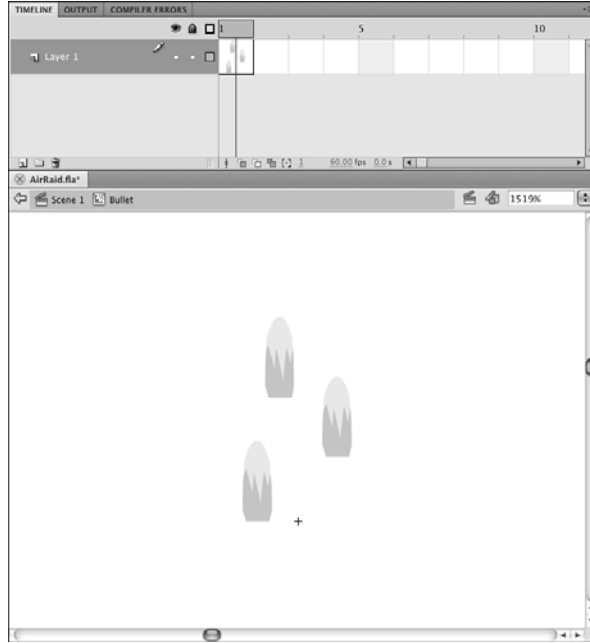 TIMELINE OUTPUT COMPILER ERRORS
1 5 10
Layer 1
1 60.00 fps 0.0 s
AirRaid.fla*
Scene 1 Bullet 1519%